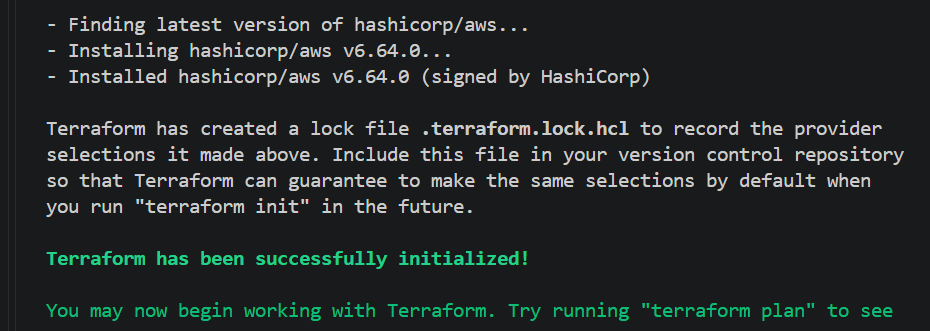 - Finding latest version of hashicorp/aws...
- Installing hashicorp/aws v6.64.0...
- Installed hashicorp/aws v6.64.0 (signed by HashiCorp)
Terraform has created a lock file .terraform.lock.hcl to record the provider
selections it made above. Include this file in your version control repository
so that Terraform can guarantee to make the same selections by default when
you run "terraform init" in the future.
Terraform has been successfully initialized!
You may now begin working with Terraform. Try running "terraform plan" to see